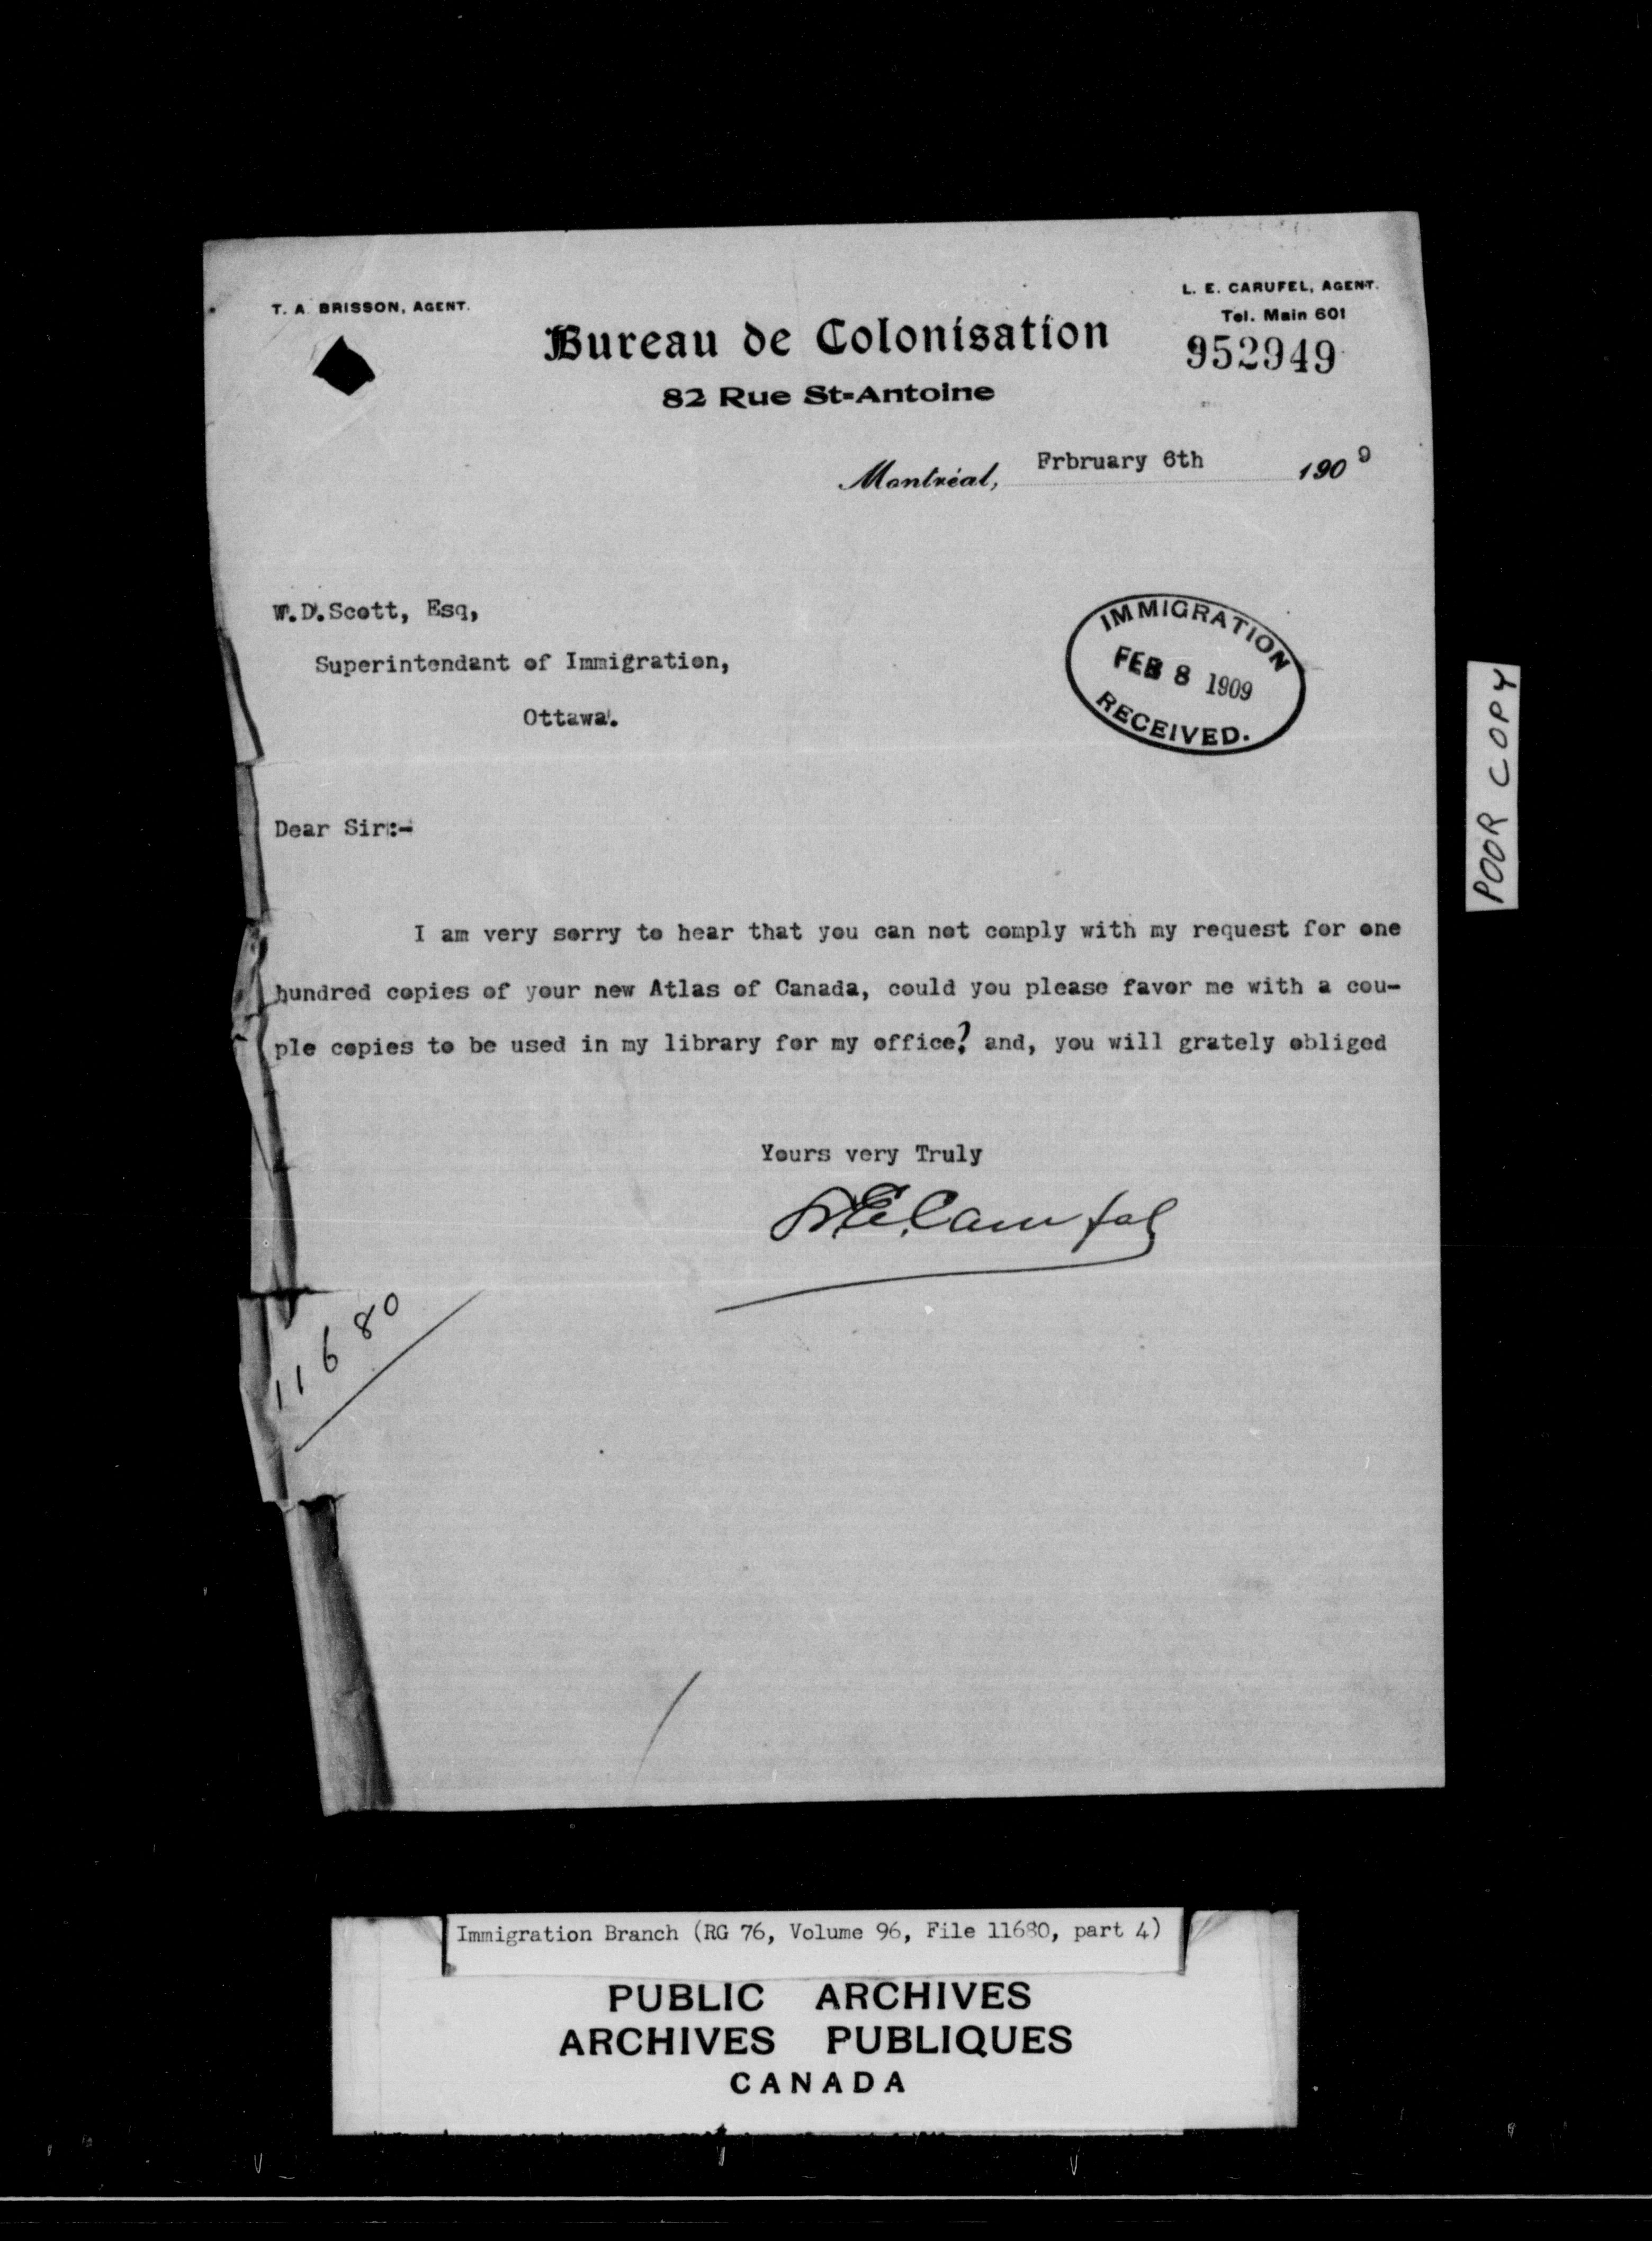 T. A. BRISSON, AGENT.
L. E. CARUFEL, AGENT.
Tel. Main 601
Bureau de Colonisation
952949
82 Rue St-Antoine
Montréal, Frbruary 6th 1909
W.D.Scott, Esq,
IMMIGRATION
FEB 8 1909
RECEIVED.
Superintendant of Immigration,
Ottawa.
Dear Sir:-
I am very sorry to hear that you can not comply with my request for one
hundred copies of your new Atlas of Canada, could you please favor me with a cou-
ple copies to be used in my library for my office? and, you will grately obliged
Yours very Truly
L.E. Carufel
11680
POOR COPY
Immigration Branch (RG 76, Volume 96, File 11680, part 4)
PUBLIC ARCHIVES
ARCHIVES PUBLIQUES
CANADA